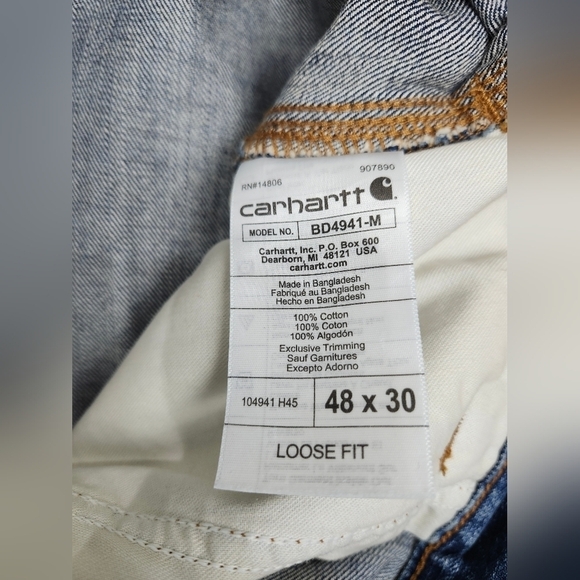 RN#14806 907890
carhartt
MODEL NO. BD4941-M
Carhartt, Inc. P.O. Box 600
Dearborn, MI 48121 USA
carhartt.com
Made in Bangladesh
Fabriqué au Bangladesh
Hecho en Bangladesh
100% Cotton
100% Coton
100% Algodón
Exclusive Trimming
Sauf Garnitures
Excepto Adorno
104941 H45 48 x 30
LOOSE FIT